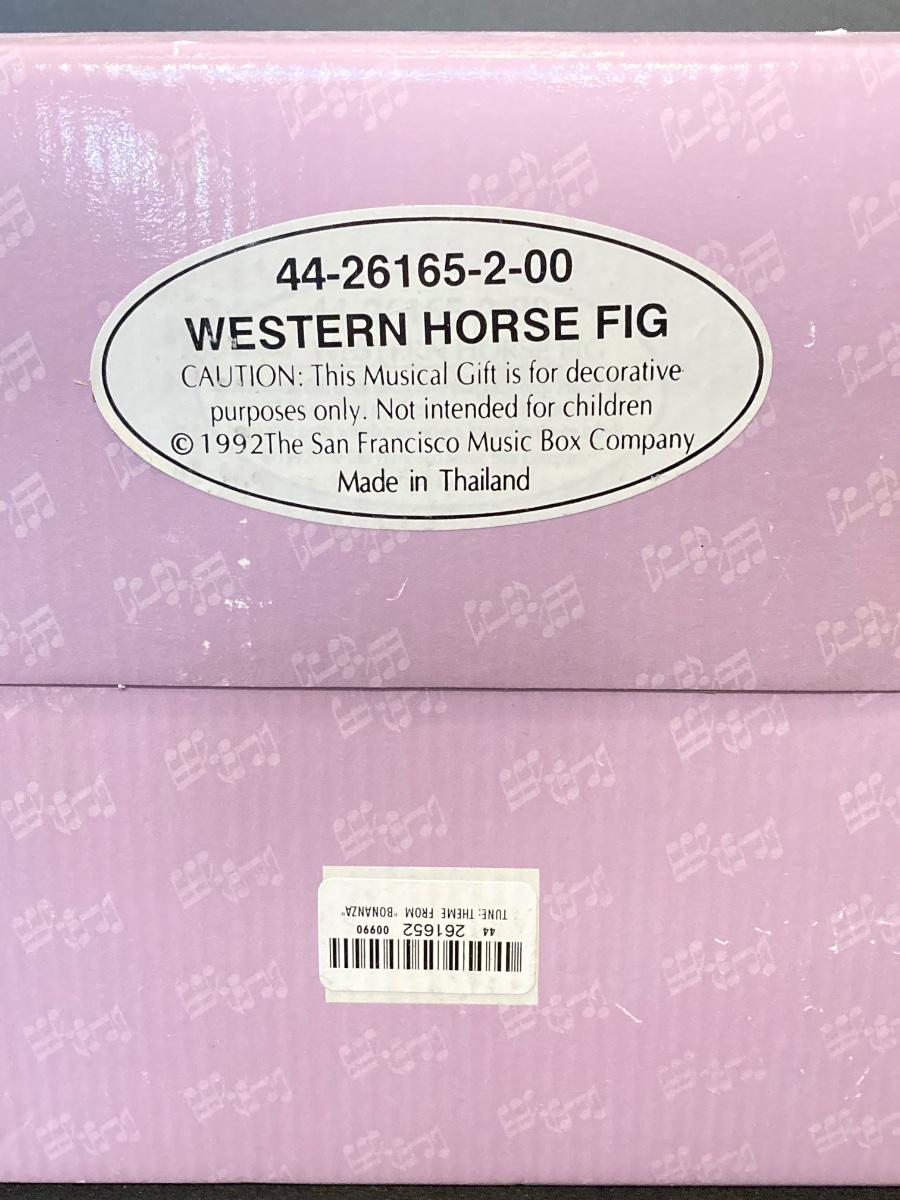 44-26165-2-00
WESTERN HORSE FIG
CAUTION: This Musical Gift is for decorative
purposes only. Not intended for children
© 1992The San Francisco Music Box Company
Made in Thailand
TUNE: THEME FROM "BONANZA"
44 261652 00990